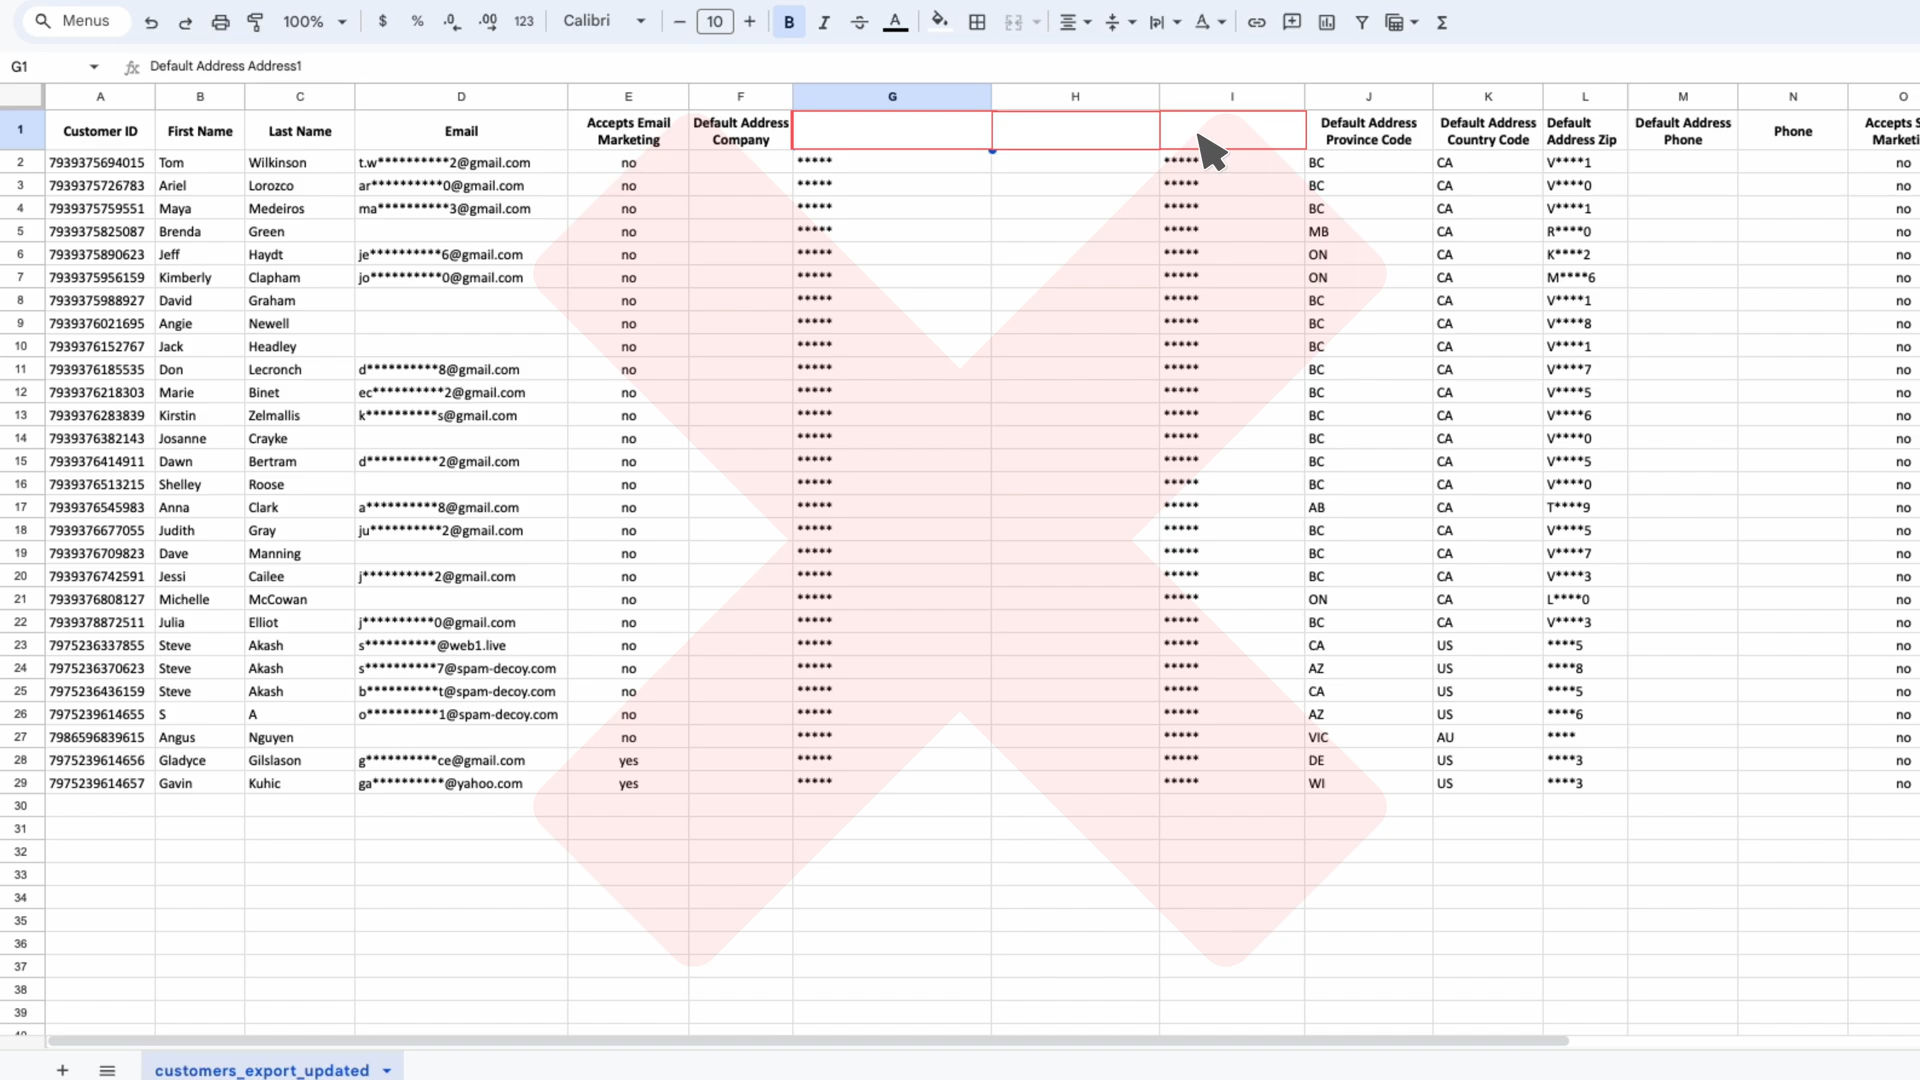 Menus 100% $ % .0 .00 123 Calibri 10 B I S A Σ
G1 fx Default Address Address1
A B C D E F G H I J K L M N O
1 Customer ID First Name Last Name Email Accepts Email Marketing Default Address Company Default Address Province Code Default Address Country Code Default Address Zip Default Address Phone Phone Accepts S Marketi
2 7939375694015 Tom Wilkinson t.w**********2@gmail.com no ***** ***** BC CA V****1 no
3 7939375726783 Ariel Lorozco ar**********0@gmail.com no ***** ***** BC CA V****0 no
4 7939375759551 Maya Medeiros ma**********3@gmail.com no ***** ***** BC CA V****1 no
5 7939375825087 Brenda Green no ***** ***** MB CA R****0 no
6 7939375890623 Jeff Haydt je**********6@gmail.com no ***** ***** ON CA K****2 no
7 7939375956159 Kimberly Clapham jo**********0@gmail.com no ***** ***** ON CA M****6 no
8 7939375988927 David Graham no ***** ***** BC CA V****1 no
9 7939376021695 Angie Newell no ***** ***** BC CA V****8 no
10 7939376152767 Jack Headley no ***** ***** BC CA V****1 no
11 7939376185535 Don Lecronch d**********8@gmail.com no ***** ***** BC CA V****7 no
12 7939376218303 Marie Binet ec**********2@gmail.com no ***** ***** BC CA V****5 no
13 7939376283839 Kirstin Zelmallis k**********s@gmail.com no ***** ***** BC CA V****6 no
14 7939376382143 Josanne Crayke no ***** ***** BC CA V****0 no
15 7939376414911 Dawn Bertram d**********2@gmail.com no ***** ***** BC CA V****5 no
16 7939376513215 Shelley Roose no ***** ***** BC CA V****0 no
17 7939376545983 Anna Clark a**********8@gmail.com no ***** ***** AB CA T****9 no
18 7939376677055 Judith Gray ju**********2@gmail.com no ***** ***** BC CA V****5 no
19 7939376709823 Dave Manning no ***** ***** BC CA V****7 no
20 7939376742591 Jessi Cailee j**********2@gmail.com no ***** ***** BC CA V****3 no
21 7939376808127 Michelle McCowan no ***** ***** ON CA L****0 no
22 7939378872511 Julia Elliot j**********0@gmail.com no ***** ***** BC CA V****3 no
23 7975236337855 Steve Akash s**********@web1.live no ***** ***** CA US ****5 no
24 7975236370623 Steve Akash s**********7@spam-decoy.com no ***** ***** AZ US ****8 no
25 7975236436159 Steve Akash b**********t@spam-decoy.com no ***** ***** CA US ****5 no
26 7975239614655 S A o**********1@spam-decoy.com no ***** ***** AZ US ****6 no
27 7986596839615 Angus Nguyen no ***** ***** VIC AU **** no
28 7975239614656 Gladyce Gilslason g**********ce@gmail.com yes ***** ***** DE US ****3 no
29 7975239614657 Gavin Kuhic ga**********@yahoo.com yes ***** ***** WI US ****3 no
30
31
32
33
34
35
36
37
38
39
customers_export_updated